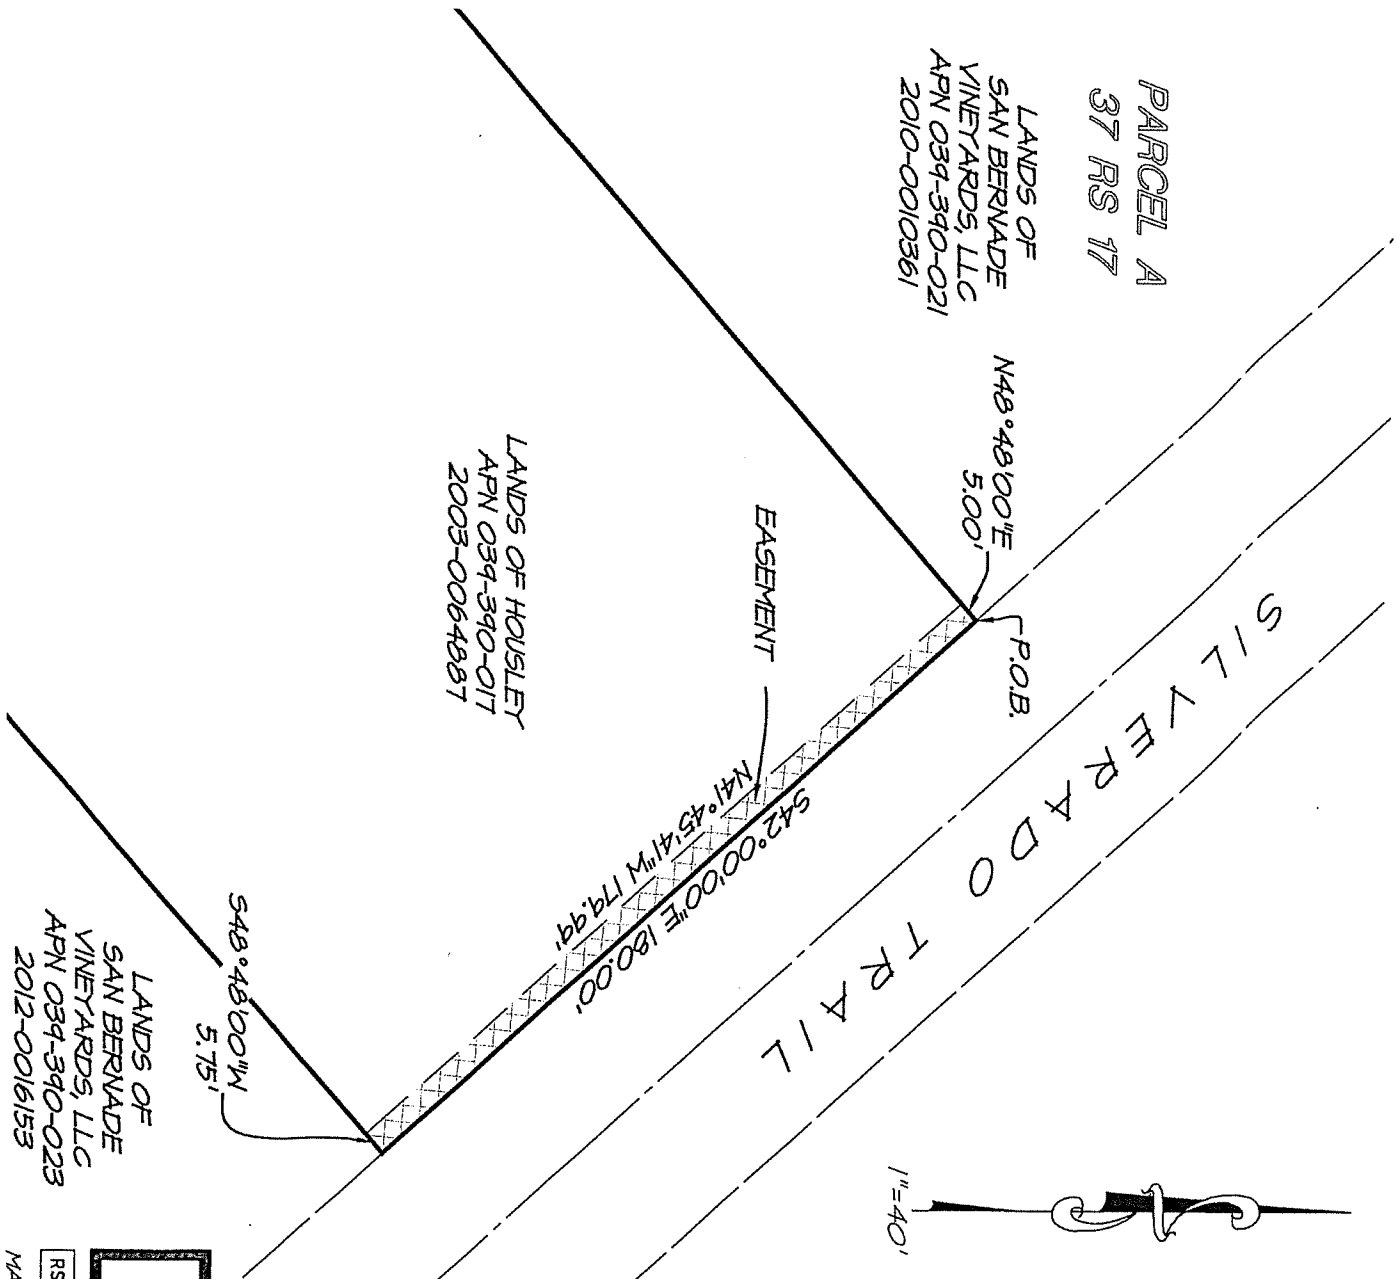 PARCEL A
37 RS 17
LANDS OF
SAN BERNADE
VINEYARDS, LLC
APN 039-390-021
2010-0010361
N48°48'00"E
5.00'
P.O.B.
SILVERADO TRAIL
EASEMENT
LANDS OF HOUSLEY
APN 039-390-017
2003-0064887
N41°45'41"W 179.99'
S42°00'00"E 180.00'
S48°48'00"W
5.75'
LANDS OF
SAN BERNADE
VINEYARDS, LLC
APN 039-390-023
2012-0016153
1"=40'
RS
MA